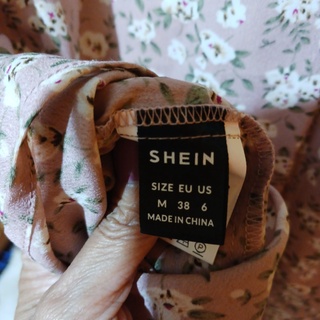 SHEIN
SIZE EU US
M 38 6
MADE IN CHINA
P